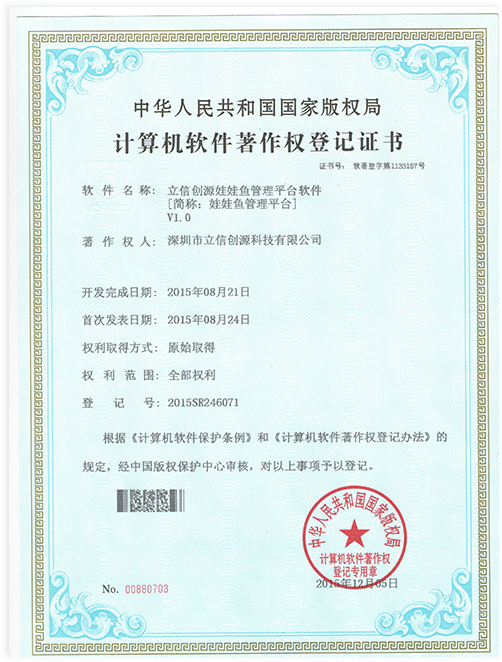 中华人民共和国国家版权局
计算机软件著作权登记证书
证书号： 软著登字第1133157号
软件名称： 立信创源娃娃鱼管理平台软件
[简称：娃娃鱼管理平台]
V1.0
著作权人： 深圳市立信创源科技有限公司
开发完成日期： 2015年08月21日
首次发表日期： 2015年08月24日
权利取得方式： 原始取得
权利范围： 全部权利
登记号： 2015SR246071
根据《计算机软件保护条例》和《计算机软件著作权登记办法》的
规定，经中国版权保护中心审核，对以上事项予以登记。
中华人民共和国国家版权局
计算机软件著作权
登记专用章
2015年12月05日
No. 00880703